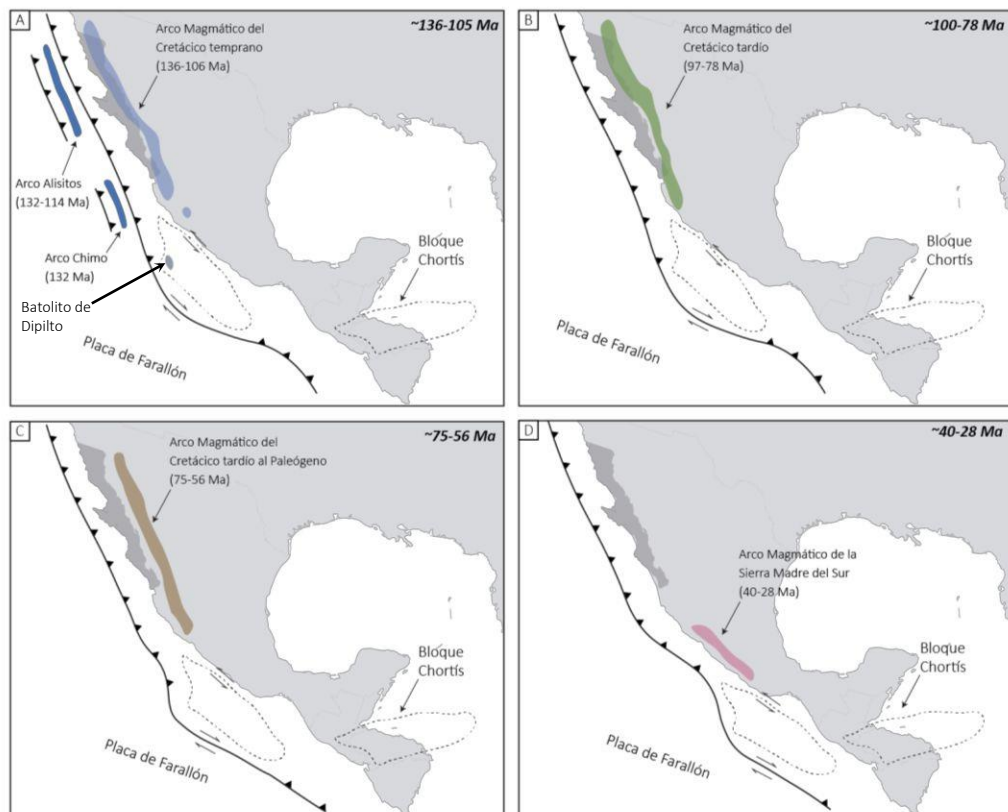 A
~136-105 Ma
Arco Magmático del
Cretácico temprano
(136-106 Ma)
Arco Alisitos
(132-114 Ma)
Arco Chimo
(132 Ma)
Batolito de
Dipilto
Placa de Farallón
Bloque
Chortís
B
~100-78 Ma
Arco Magmático del
Cretácico tardío
(97-78 Ma)
Bloque
Chortís
Placa de Farallón
C
~75-56 Ma
Arco Magmático del
Cretácico tardío al Paleógeno
(75-56 Ma)
Bloque
Chortís
Placa de Farallón
D
~40-28 Ma
Arco Magmático de la
Sierra Madre del Sur
(40-28 Ma)
Bloque
Chortís
Placa de Farallón